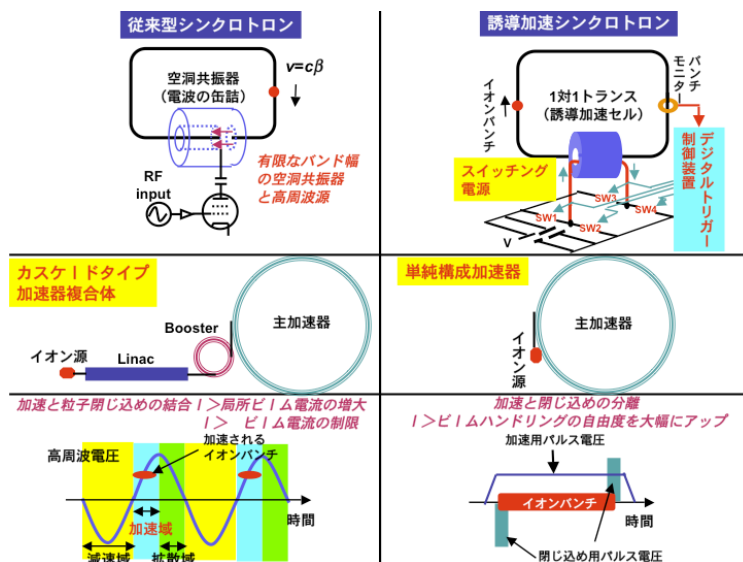 従来型シンクロトロン
空洞共振器
(電波の缶詰)
v=cβ
有限なバンド幅
の空洞共振器
と高周波源
RF
input
誘導加速シンクロトロン
イオンバンチ
1対1トランス
(誘導加速セル)
バンチ
モニター
デジタルトリガー
制御装置
スイッチング
電源
SW3
SW1
SW4
SW2
V
カスケードタイプ
加速器複合体
イオン源
Linac
Booster
主加速器
単純構成加速器
主加速器
イオン源
加速と粒子閉じ込めの結合⇒局所ビーム電流の増大
⇒ ビーム電流の制限
高周波電圧
加速される
イオンバンチ
時間
加速域
減速域
拡散域
加速と閉じ込めの分離
⇒ビームハンドリングの自由度を大幅にアップ
加速用パルス電圧
イオンバンチ
時間
閉じ込め用パルス電圧